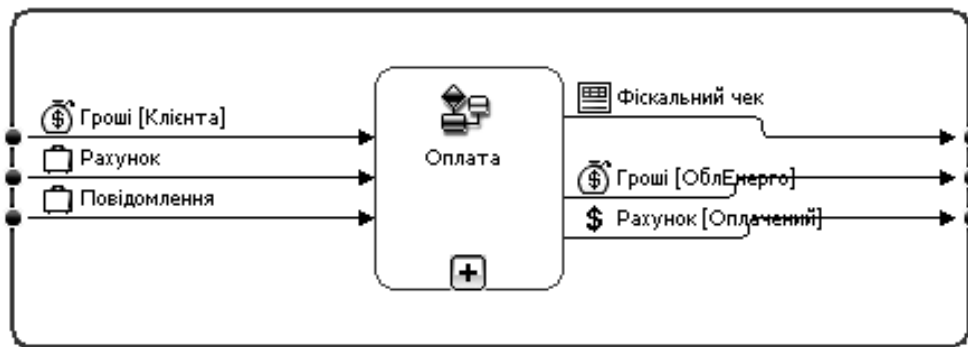 Гроші [Клієнта]
Рахунок
Повідомлення
Оплата
Фіскальний чек
Гроші [ОблЕнерго]
$ Рахунок [Оплачений]